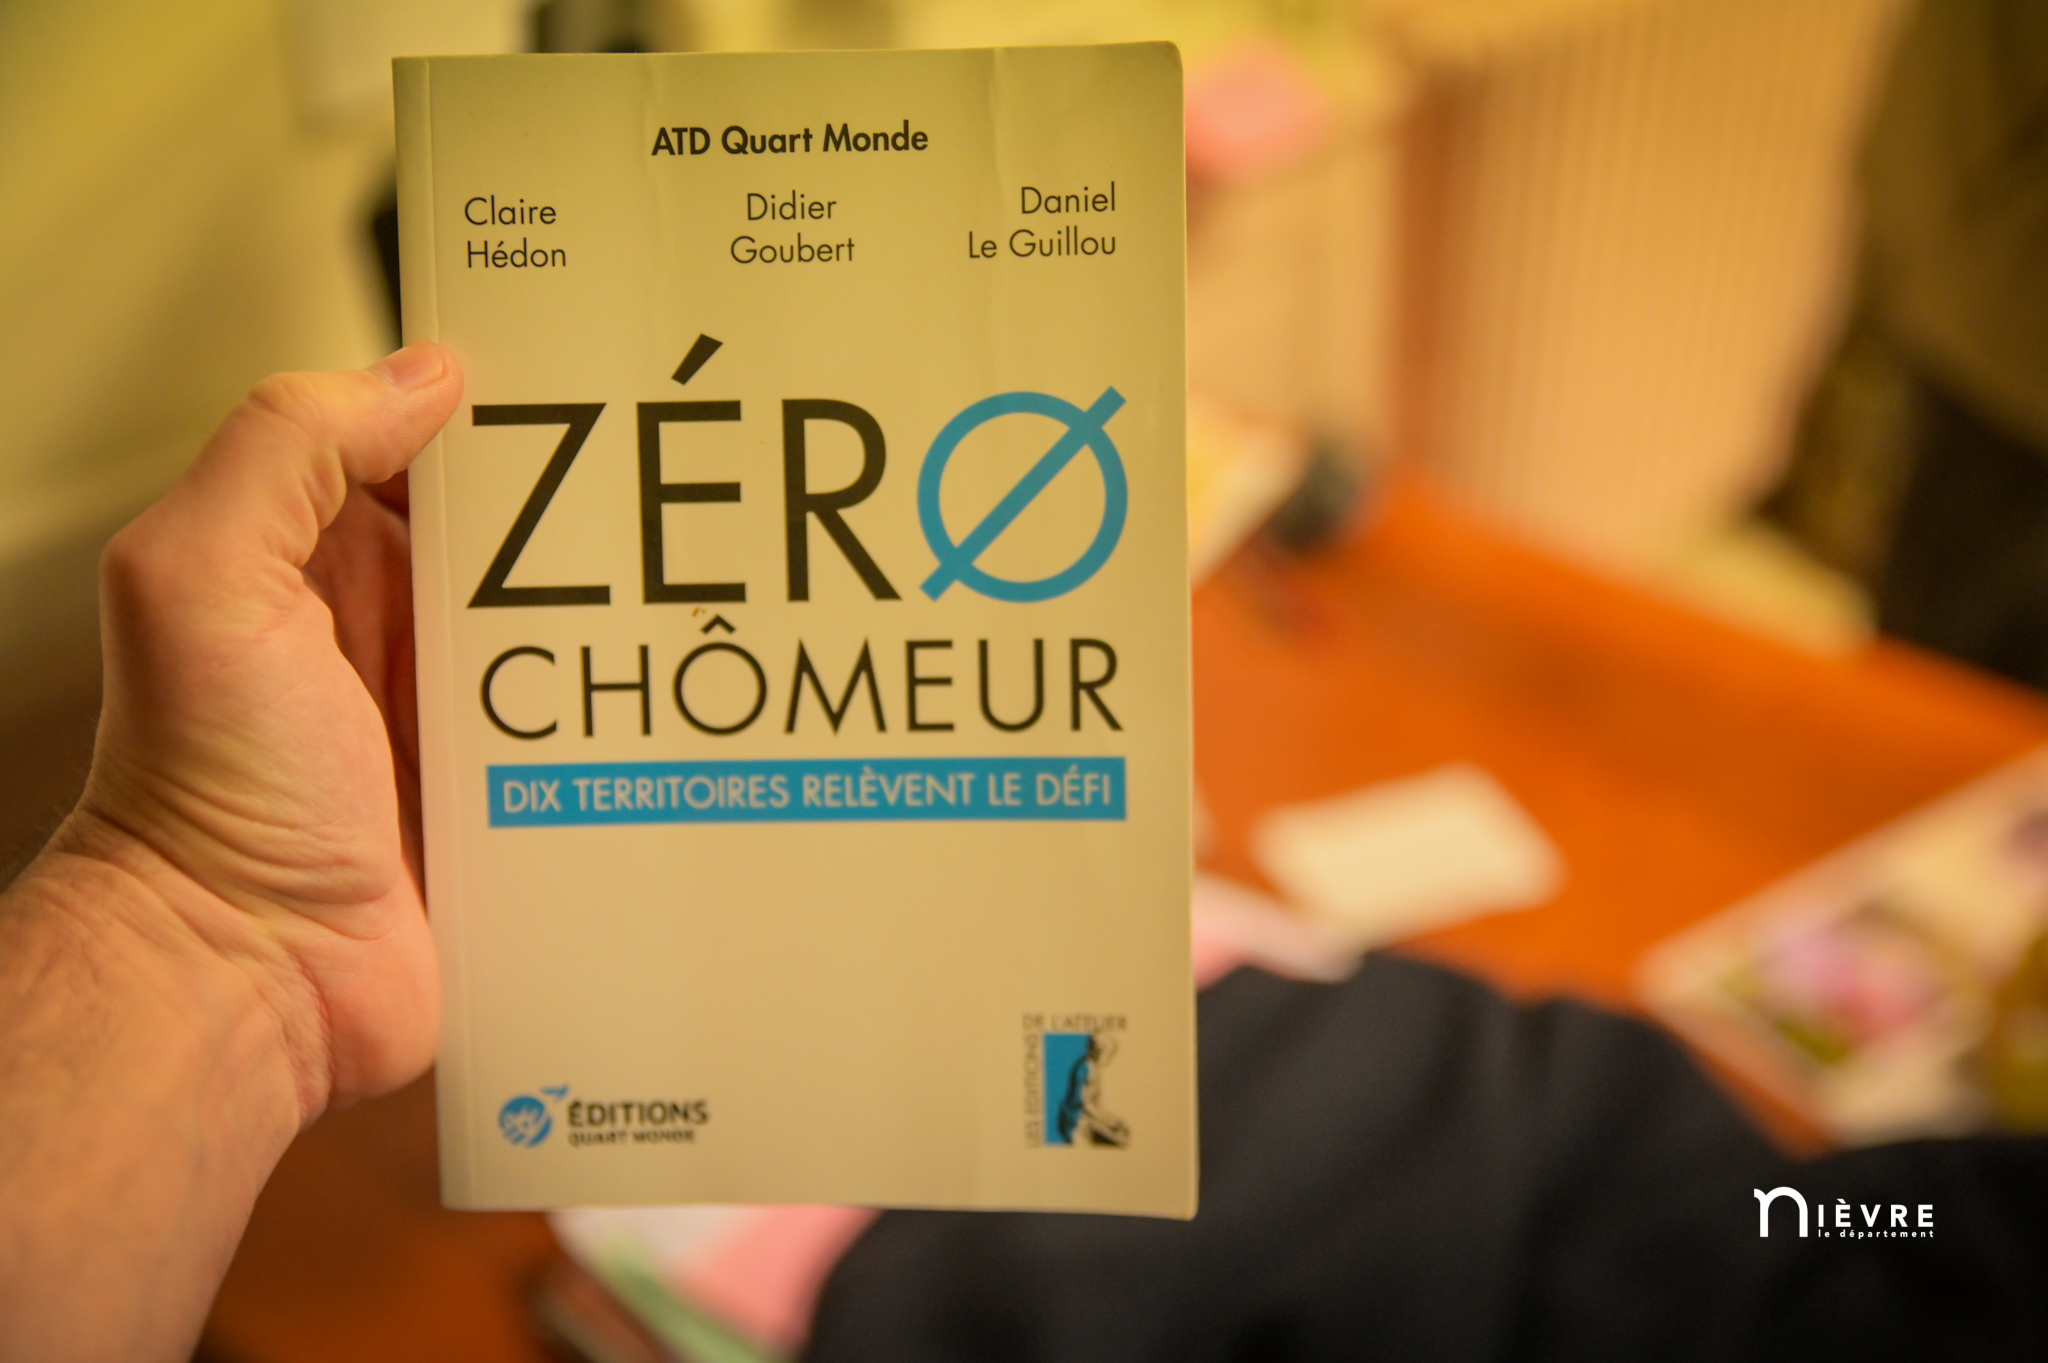 ATD Quart Monde
Claire
Hédon
Didier
Goubert
Daniel
Le Guillou
ZÉRØ
CHÔMEUR
DIX TERRITOIRES RELÈVENT LE DÉFI
ÉDITIONS
QUART MONDE
LES EDITIONS
DE L'ATELIER
nIÈVRE
le département